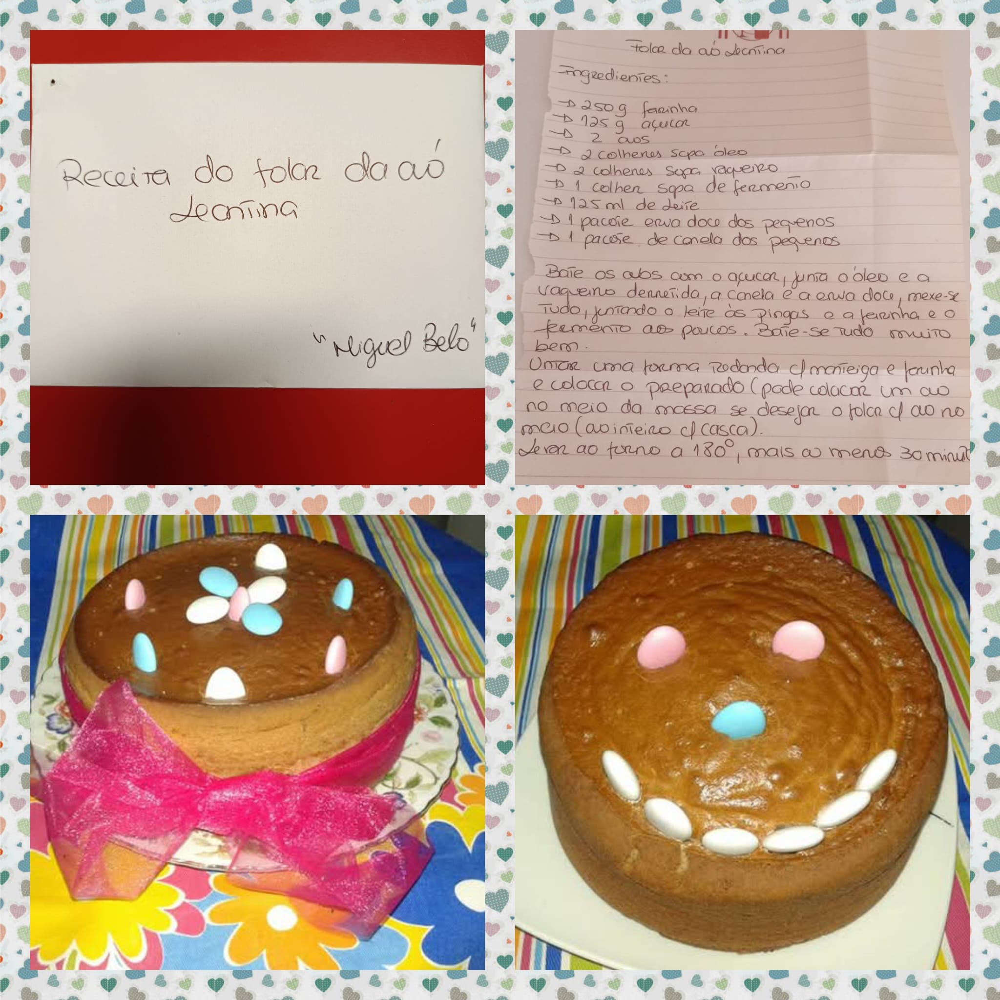 Receita do folar da avó
Leontina
"Miguel Belo"
Folar da avó Leontina
Ingredientes:
→ 250g farinha
→ 125g açucar
→ 2 ovos
→ 2 colheres sopa óleo
→ 2 colheres sopa vaqueiro
→ 1 colher sopa de fermento
→ 125ml de Leite
→ 1 pacote erva doce dos pequenos
→ 1 pacote de canela dos pequenos
Bate os ovos com o açucar, junta o óleo e a
vaqueiro derretida, a canela e a erva doce, mexe-se
Tudo, juntando o leite às pingas e a farinha e o
fermento aos poucos. Bate-se Tudo muito
bem.
Untar uma forma redonda c/ manteiga e farinha
e colocar o preparado (pode colocar um ovo
no meio da massa se desejar o folar c/ ovo no
meio (ovo inteiro c/ casca).
Levar ao forno a 180°, mais ou menos 30 minut